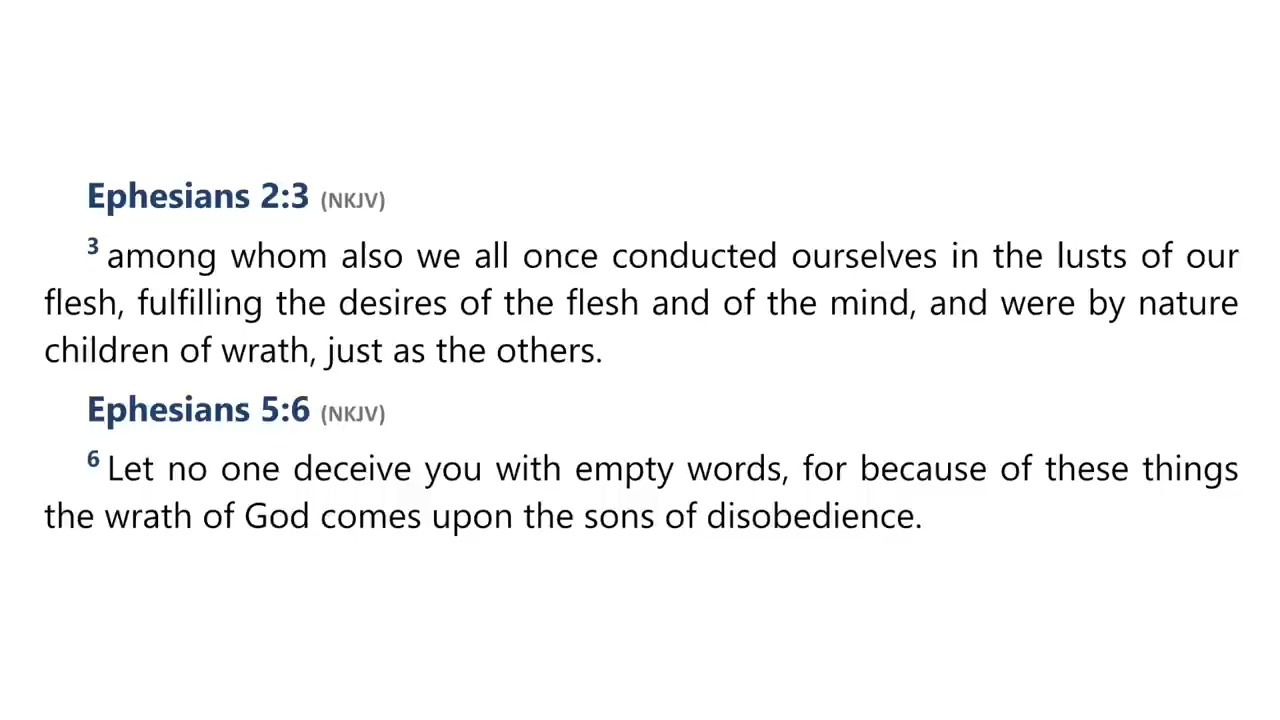 Ephesians 2:3 (NKJV)
3 among whom also we all once conducted ourselves in the lusts of our
flesh, fulfilling the desires of the flesh and of the mind, and were by nature
children of wrath, just as the others.
Ephesians 5:6 (NKJV)
6 Let no one deceive you with empty words, for because of these things
the wrath of God comes upon the sons of disobedience.